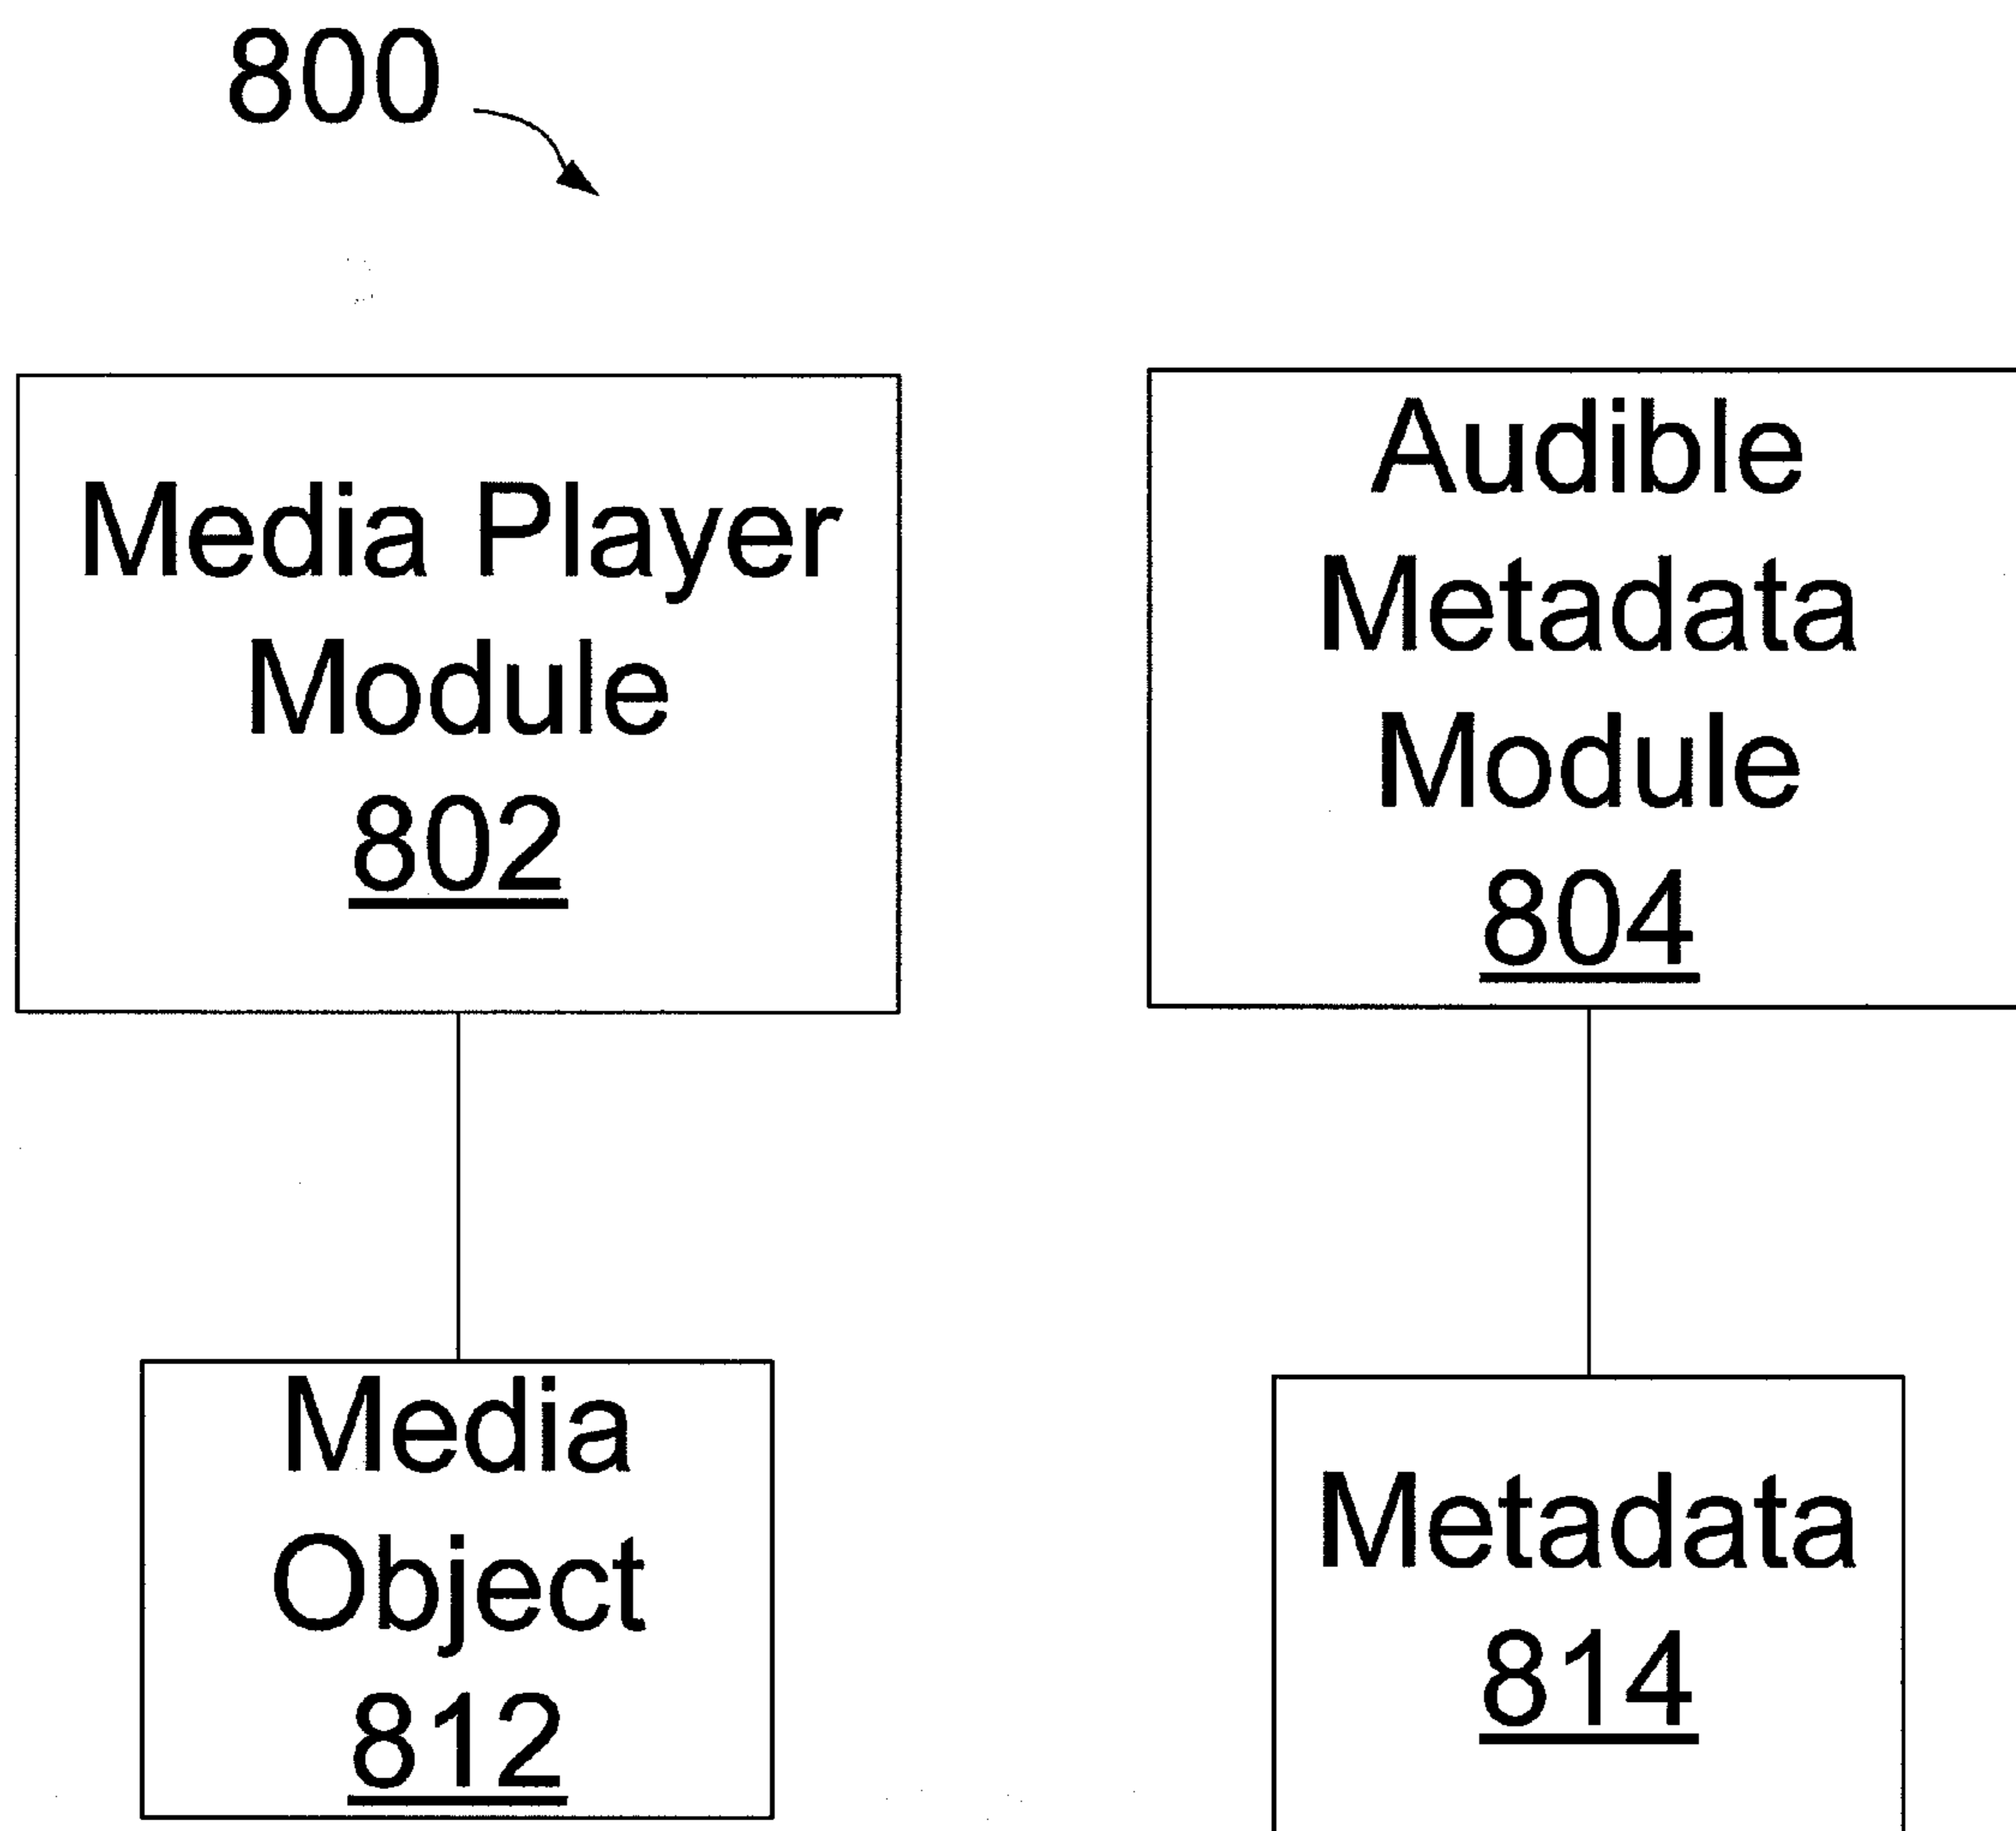 800
Media Player
Module
802
Audible
Metadata
Module
804
Media
Object
812
Metadata
814